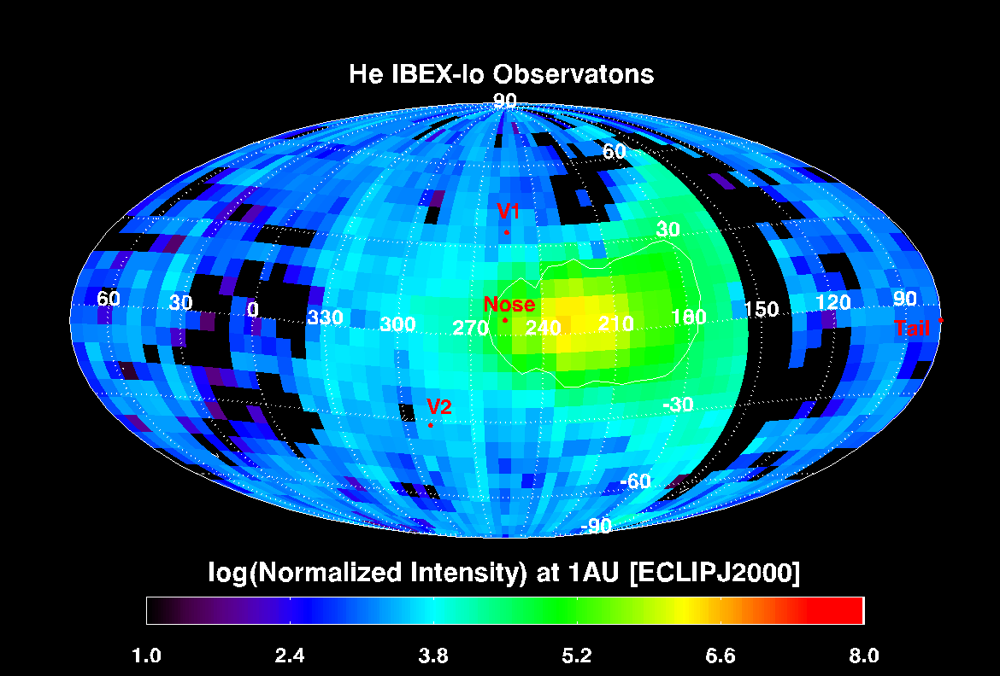 He IBEX-lo Observatons
90
60
V1
30
Nose
60 30 0 330 300 270 240 210 180 150 120 90
Tail
V2
-30
-60
-90
log(Normalized Intensity) at 1AU [ECLIPJ2000]
1.0 2.4 3.8 5.2 6.6 8.0